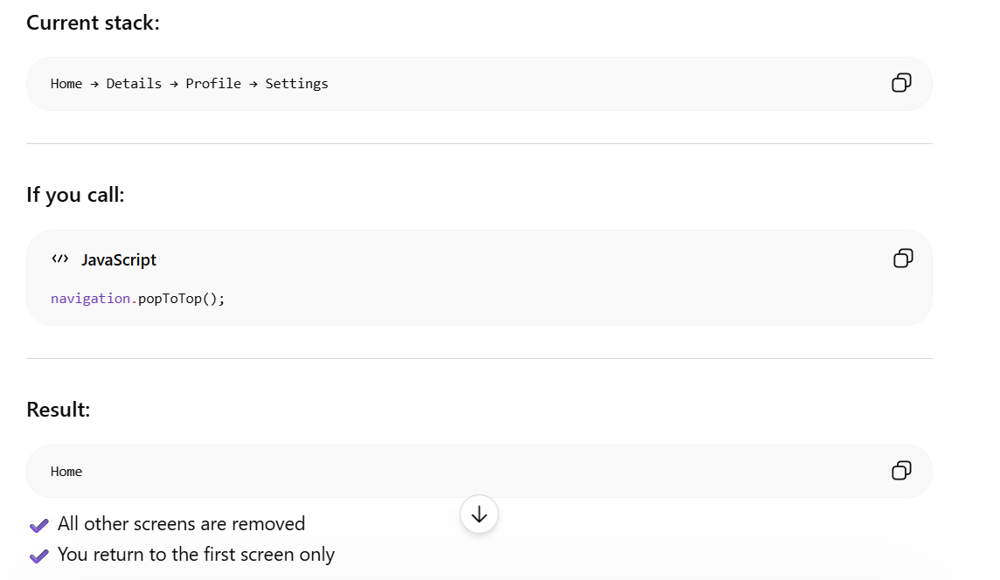 Current stack:
Home → Details → Profile → Settings
If you call:
</> JavaScript
navigation.popToTop();
Result:
Home
✔ All other screens are removed
✔ You return to the first screen only